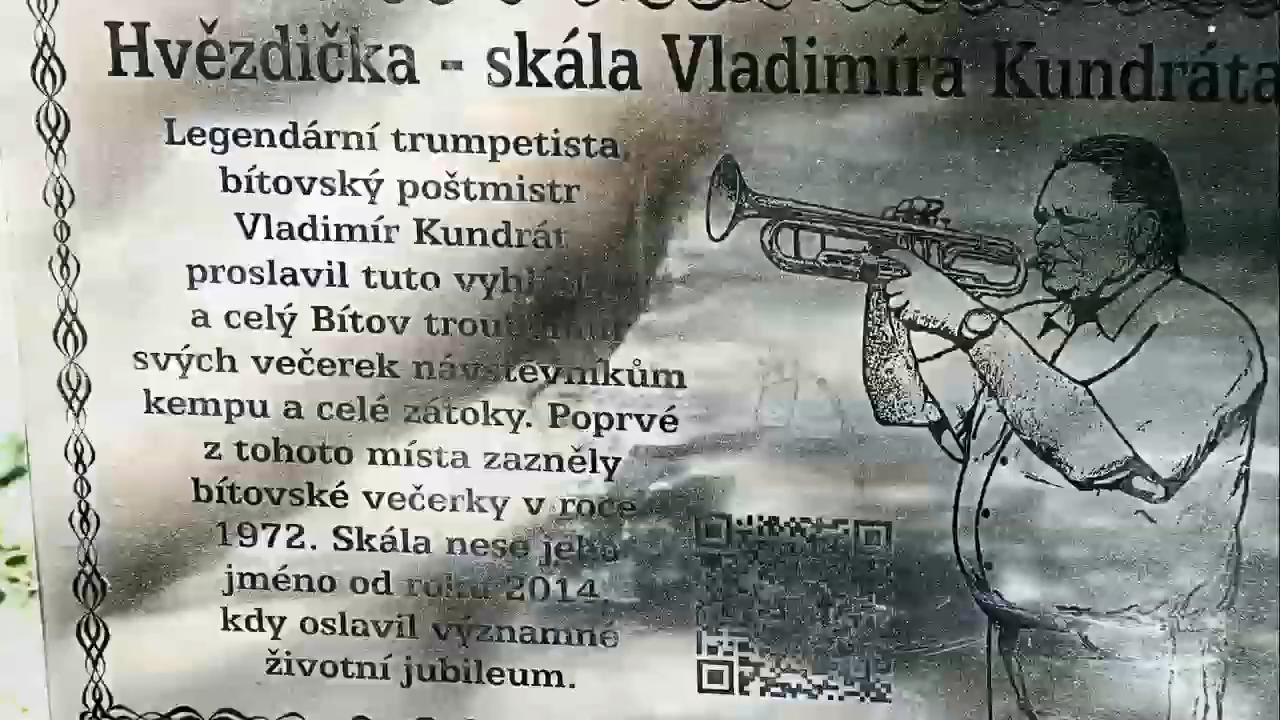 Hvězdička - skála Vladimíra Kundráta
Legendární trumpetista,
bítovský poštmistr
Vladimír Kundrát
proslavil tuto
a celý Bítov
svých večerek návštěvníkům
kempu a celé zátoky. Poprvé
z tohoto místa zazněly
bítovské večerky v roce
1972. Skála nese jeho
jméno od roku 2014,
kdy oslavil významné
životní jubileum.